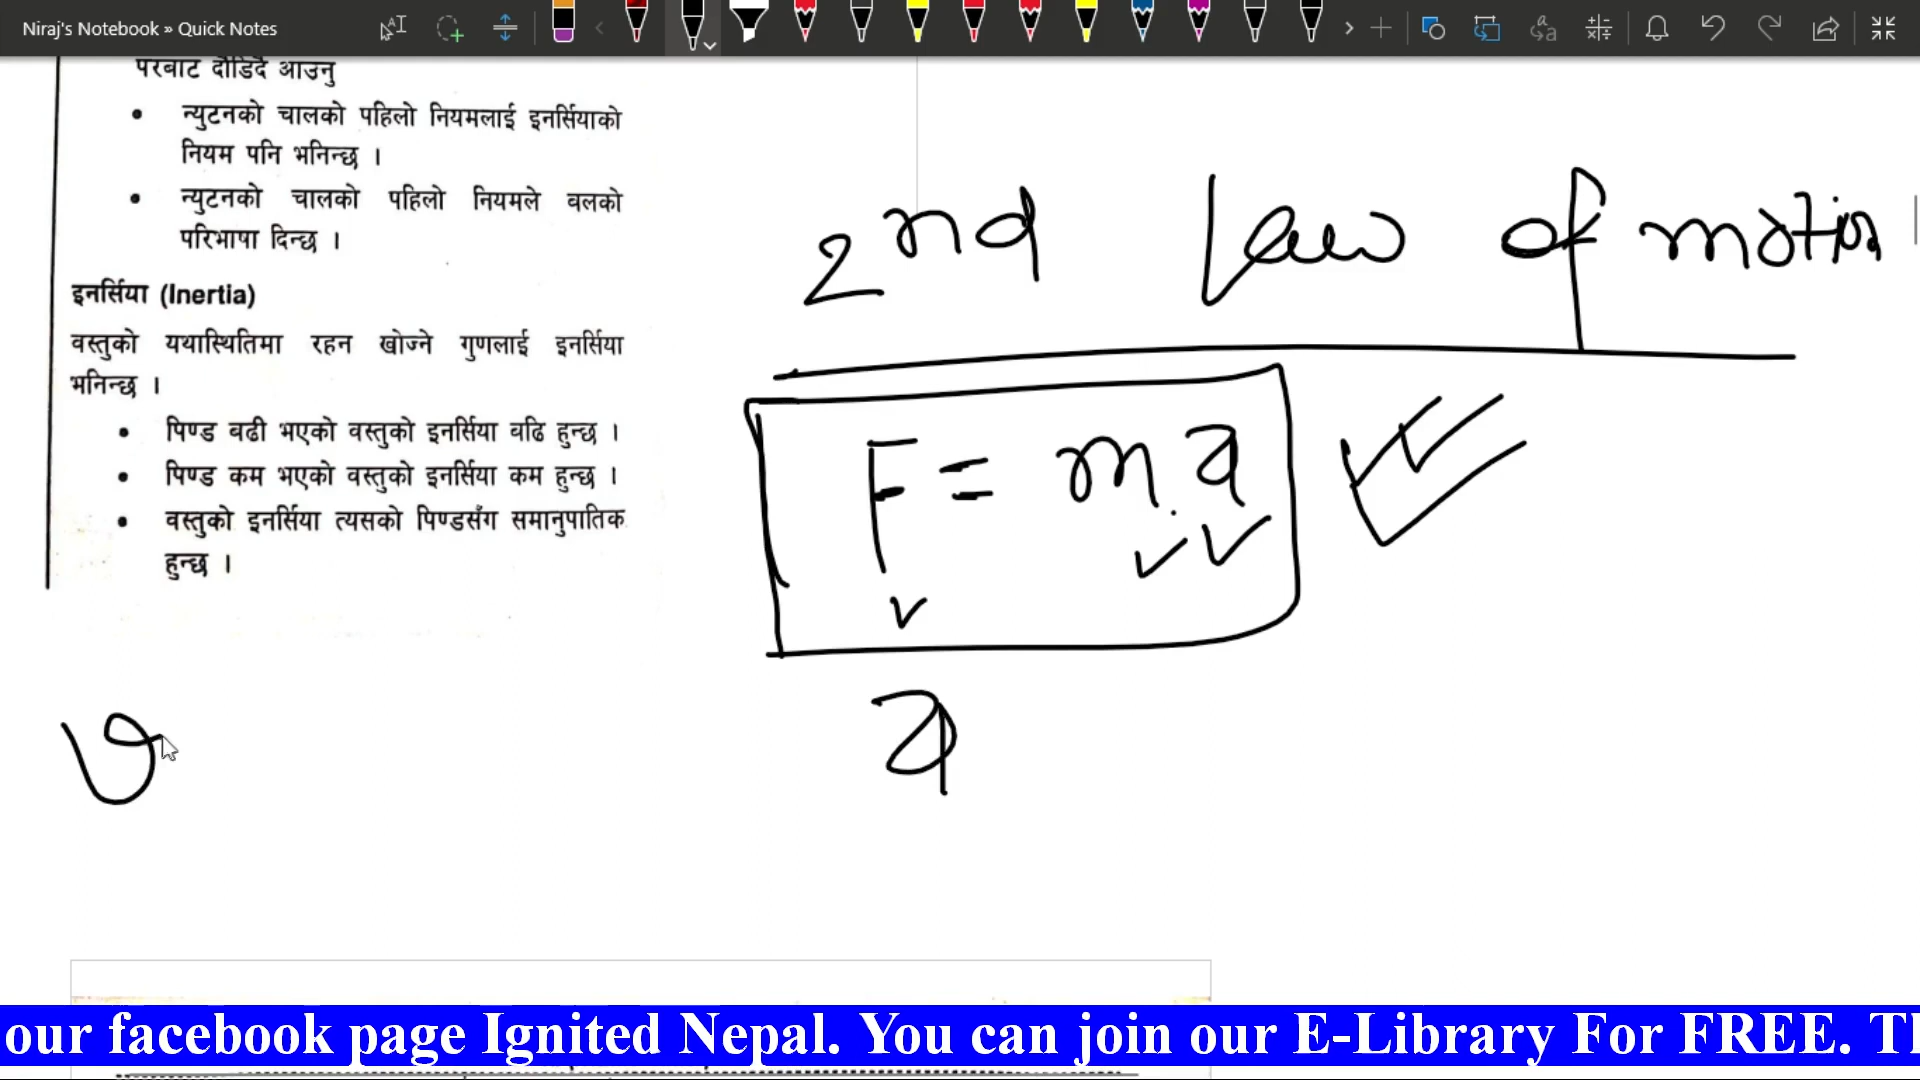 Niraj's Notebook » Quick Notes
परबाट दौडिदै आउनु
• न्युटनको चालको पहिलो नियमलाई इनर्सियाको
नियम पनि भनिन्छ ।
• न्युटनको चालको पहिलो नियमले वलको
परिभाषा दिन्छ ।
इनर्सिया (Inertia)
वस्तुको यथास्थितिमा रहन खोज्ने गुणलाई इनर्सिया
भनिन्छ ।
• पिण्ड बढी भएको वस्तुको इनर्सिया वढि हुन्छ ।
• पिण्ड कम भएको वस्तुको इनर्सिया कम हुन्छ ।
• वस्तुको इनर्सिया त्यसको पिण्डसँग समानुपातिक
हुन्छ ।
2nd law of motion
F = m.a
a
our facebook page Ignited Nepal. You can join our E-Library For FREE.